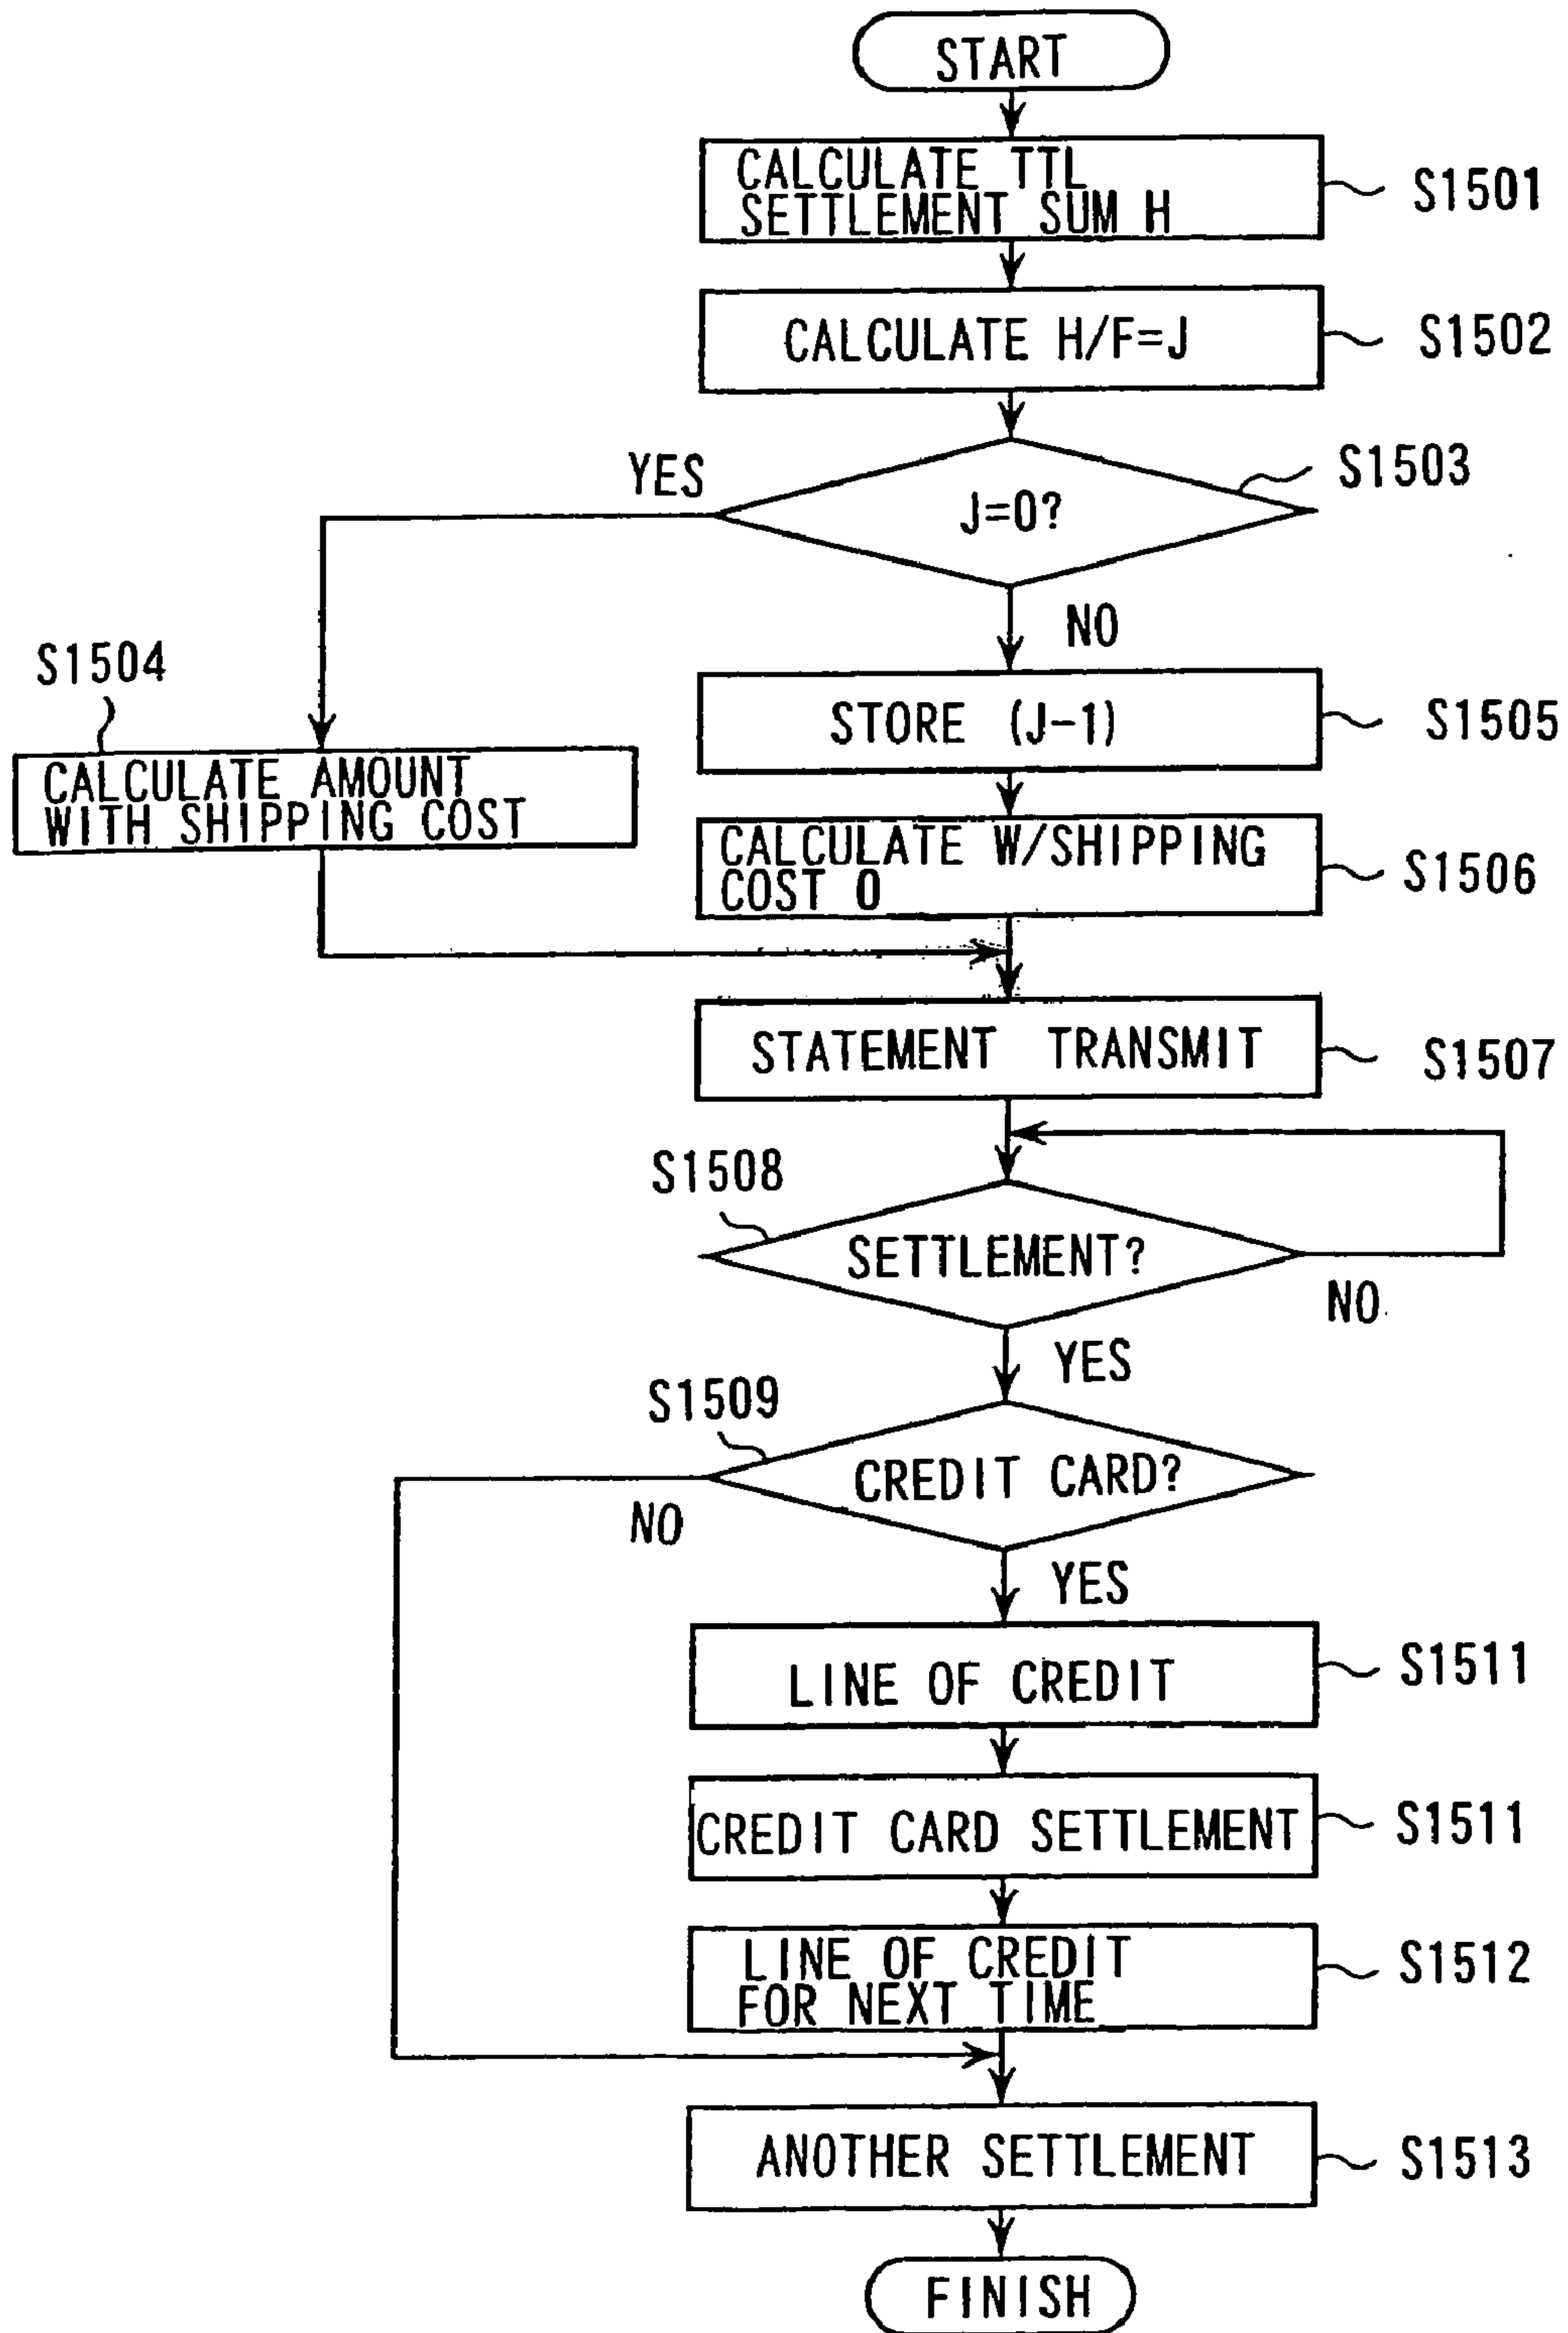 START
CALCULATE TTL
SETTLEMENT SUM H
S1501
CALCULATE H/F=J
S1502
YES
J=0?
S1503
NO
S1504
CALCULATE AMOUNT
WITH SHIPPING COST
STORE (J-1)
S1505
CALCULATE W/SHIPPING
COST 0
S1506
STATEMENT TRANSMIT
S1507
S1508
SETTLEMENT?
NO
YES
S1509
CREDIT CARD?
NO
YES
LINE OF CREDIT
S1511
CREDIT CARD SETTLEMENT
S1511
LINE OF CREDIT
FOR NEXT TIME
S1512
ANOTHER SETTLEMENT
S1513
FINISH